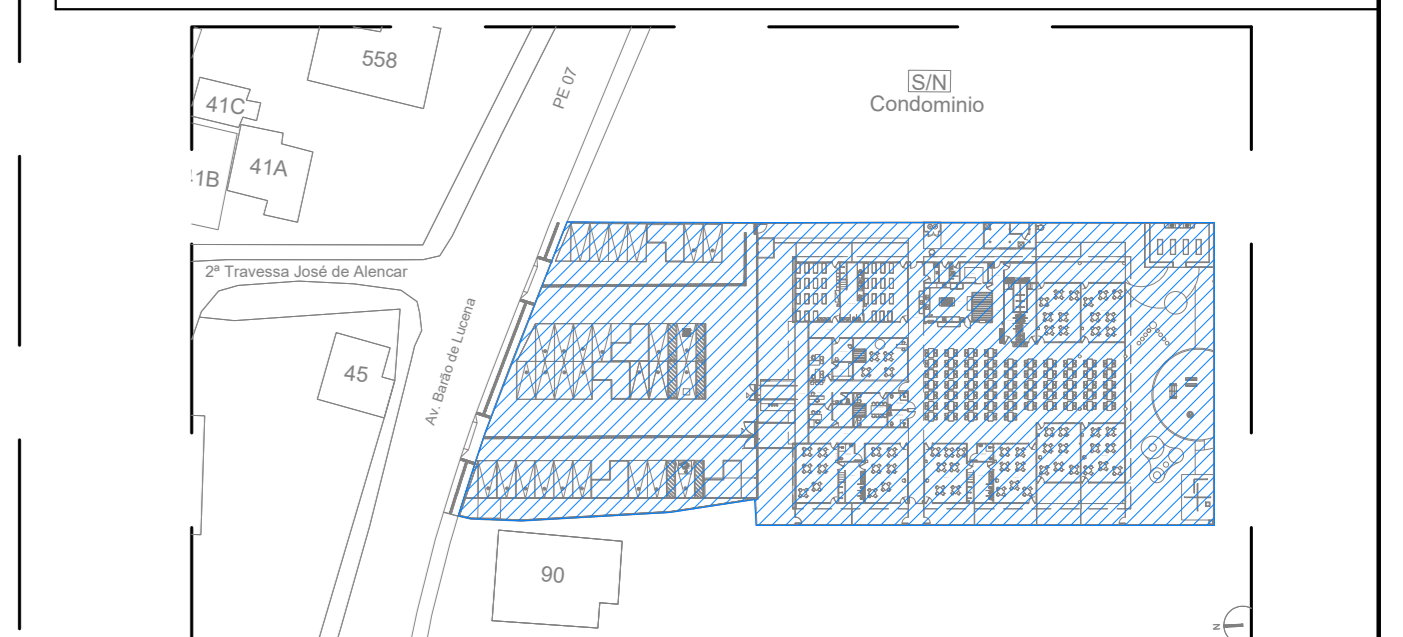 558
PE 07
S/N
Condominio
41C
41A
1B
2ª Travessa José de Alencar
Av. Barão de Lucena
45
90
N